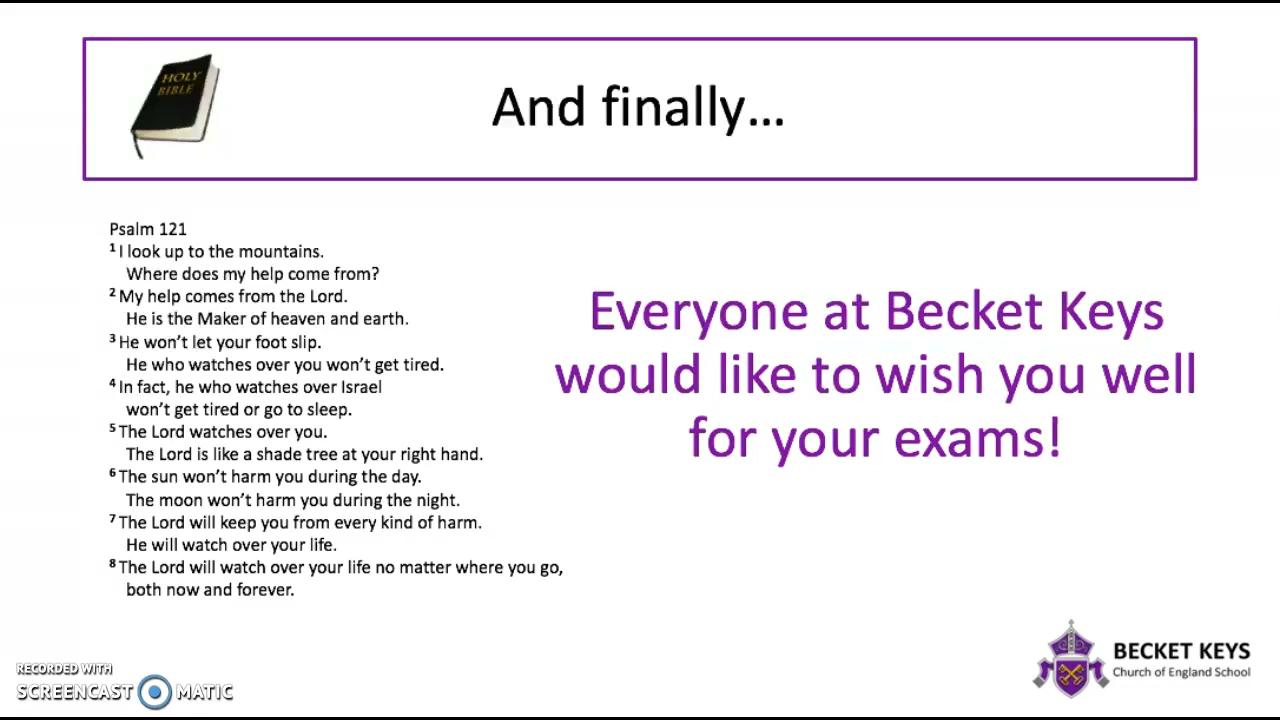 HOLY
BIBLE
And finally...
Psalm 121
1 I look up to the mountains.
Where does my help come from?
2 My help comes from the Lord.
He is the Maker of heaven and earth.
3 He won’t let your foot slip.
He who watches over you won’t get tired.
4 In fact, he who watches over Israel
won’t get tired or go to sleep.
5 The Lord watches over you.
The Lord is like a shade tree at your right hand.
6 The sun won’t harm you during the day.
The moon won’t harm you during the night.
7 The Lord will keep you from every kind of harm.
He will watch over your life.
8 The Lord will watch over your life no matter where you go,
both now and forever.
Everyone at Becket Keys
would like to wish you well
for your exams!
BECKET KEYS
Church of England School
RECORDED WITH
SCREENCAST MATIC